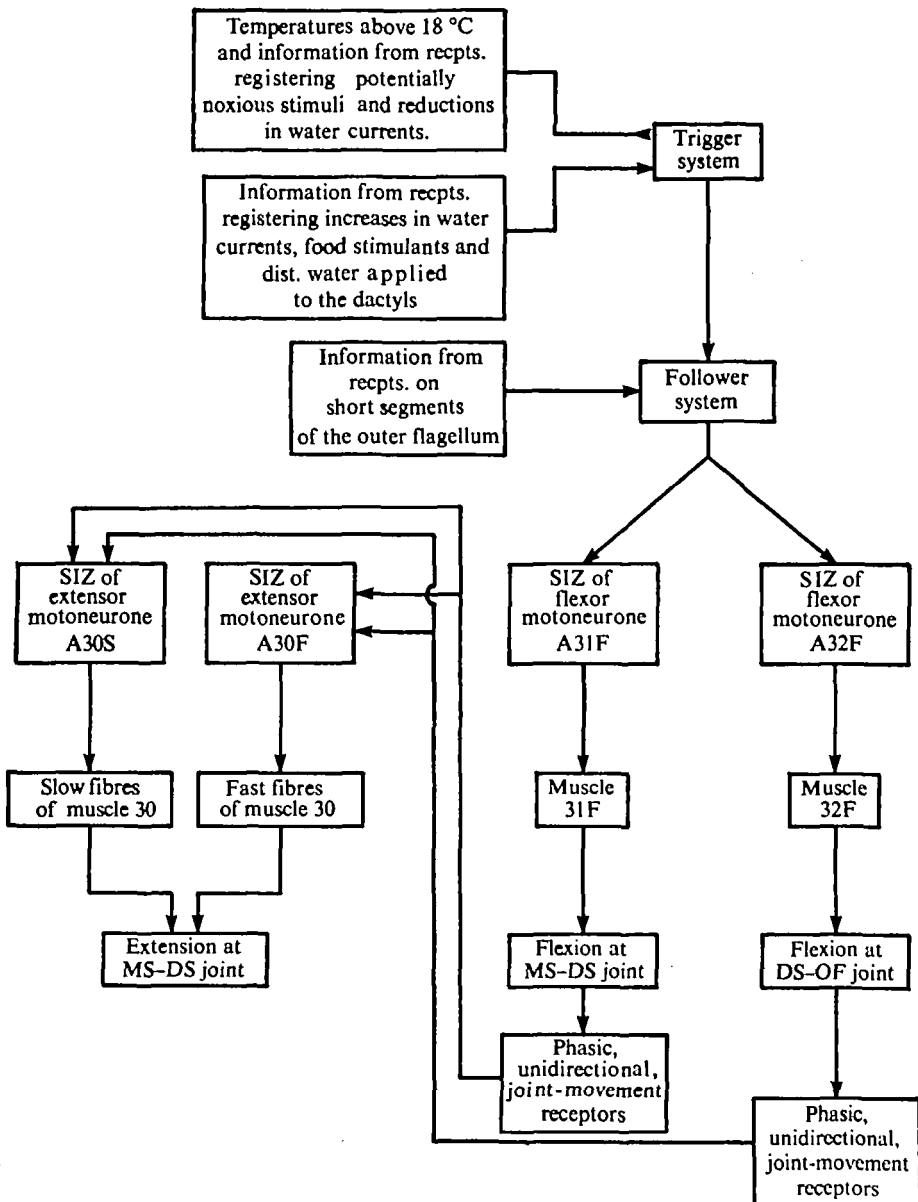 Temperatures above 18 °C
and information from recpts.
registering potentially
noxious stimuli and reductions
in water currents.
Trigger
system
Information from recpts.
registering increases in water
currents, food stimulants and
dist. water applied
to the dactyls
Information from
recpts. on
short segments
of the outer flagellum
Follower
system
SIZ of
extensor
motoneurone
A30S
SIZ of
extensor
motoneurone
A30F
SIZ of
flexor
motoneurone
A31F
SIZ of
flexor
motoneurone
A32F
Slow fibres
of muscle 30
Fast fibres
of muscle 30
Muscle
31F
Muscle
32F
Extension at
MS–DS joint
Flexion at
MS–DS joint
Flexion at
DS–OF joint
Phasic,
unidirectional,
joint-movement
receptors
Phasic,
unidirectional,
joint-movement
receptors